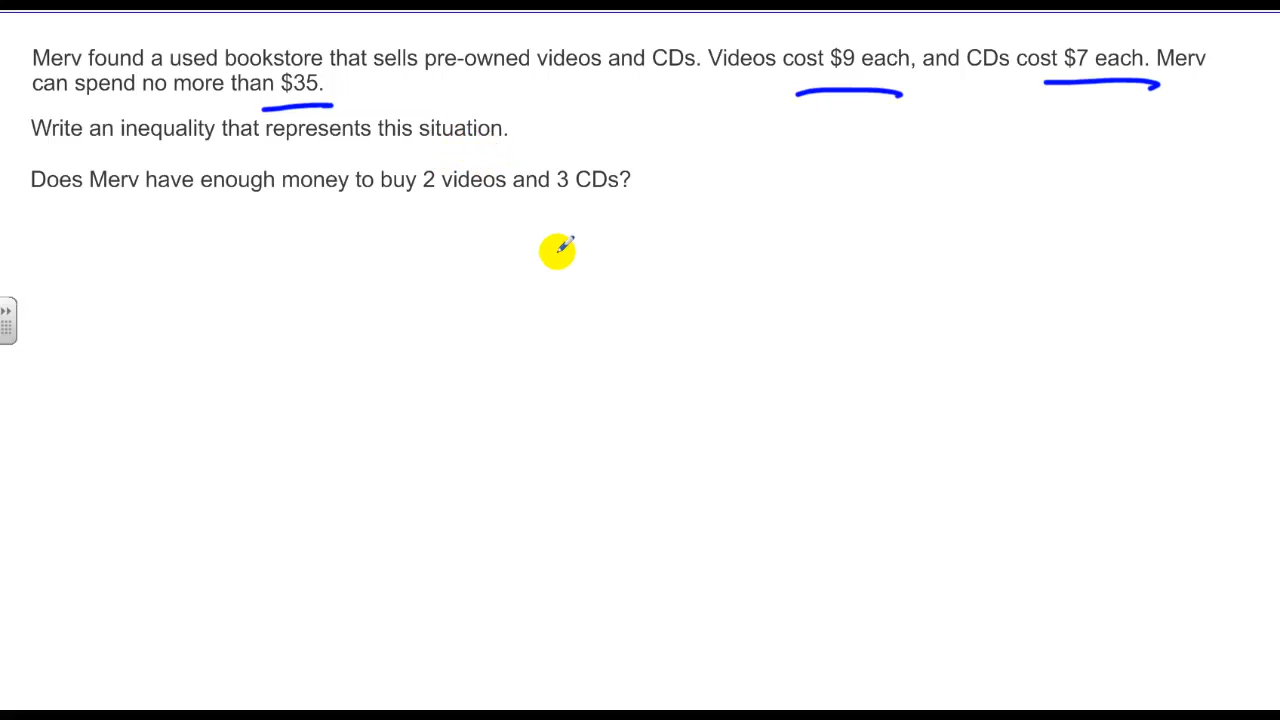 Merv found a used bookstore that sells pre-owned videos and CDs. Videos cost $9 each, and CDs cost $7 each. Merv
can spend no more than $35.
Write an inequality that represents this situation.
Does Merv have enough money to buy 2 videos and 3 CDs?